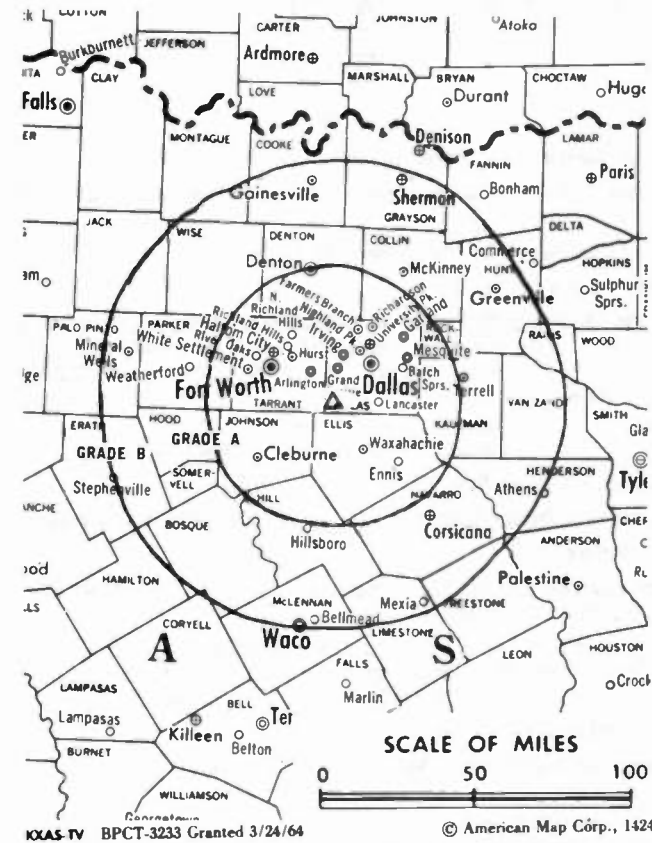 COTTON
JEFFERSON
CARTER
Ardmore
JOHNSTON
Atoka
Burkburnett
CLAY
LOVE
MARSHALL
BRYAN
Durant
CHOCTAW
Falls
MONTAGUE
COOKE
Denison
FANNIN
LAMAR
Paris
Gainesville
Sherman
Bonham
GRAYSON
JACK
WISE
DENTON
COLLIN
DELTA
Denton
McKinney
Commerce
HUNT
HOPKINS
Greenville
Sulphur
Sprs.
Farmers Branch
Richardson
N.
Richland
Hills
Highland Pk.
University Pk.
Garland
Richland Hills
Irving
Haltom City
River Oaks
Hurst
PALO PINTO
PARKER
Mineral
Wells
White Settlement
Weatherford
ROCK
WALL
Mesquite
RAINS
WOOD
Fort Worth
Arlington
Grand
Dallas
Balch
Sprs.
Terrell
TARRANT
Lancaster
VAN ZANDT
ERATH
HOOD
JOHNSON
ELLIS
KAUFMAN
SMITH
GRADE B
GRADE A
Cleburne
Waxahachie
Ennis
Stephenville
SOMER-
VELL
HENDERSON
Athens
HILL
NAVARRO
BOSQUE
Corsicana
ANDERSON
Hillsboro
HAMILTON
Palestine
McLENNAN
Bellmead
Mexia
FREESTONE
CORYELL
Waco
LIMESTONE
A
S
LEON
HOUSTON
FALLS
LAMPASAS
Marlin
BELL
Lampasas
Killeen
Belton
BURNET
WILLIAMSON
Georgetown
SCALE OF MILES
0 50 100
KXAS-TV BPCT-3233 Granted 3/24/64
© American Map Corp., 1424